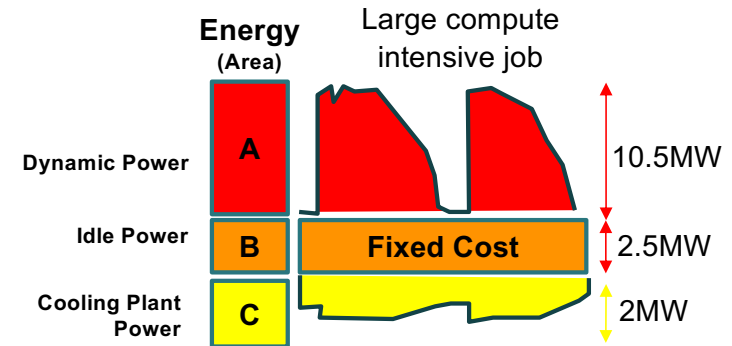 Energy
(Area)
Large compute
intensive job
Dynamic Power
A
10.5MW
Idle Power
B
Fixed Cost
2.5MW
Cooling Plant
Power
C
2MW